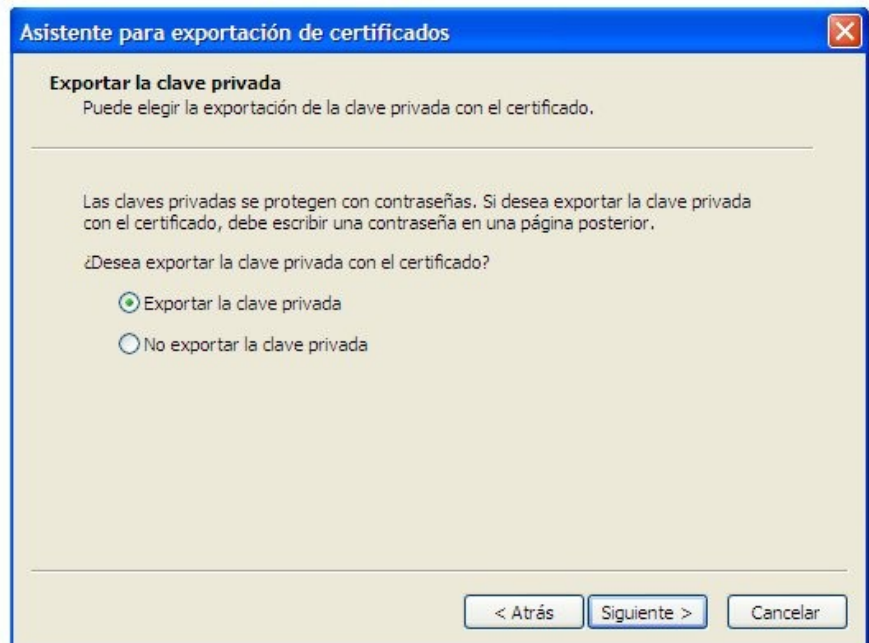 Asistente para exportación de certificados
Exportar la clave privada
Puede elegir la exportación de la clave privada con el certificado.
Las claves privadas se protegen con contraseñas. Si desea exportar la clave privada
con el certificado, debe escribir una contraseña en una página posterior.
¿Desea exportar la clave privada con el certificado?
Exportar la clave privada
No exportar la clave privada
< Atrás Siguiente > Cancelar